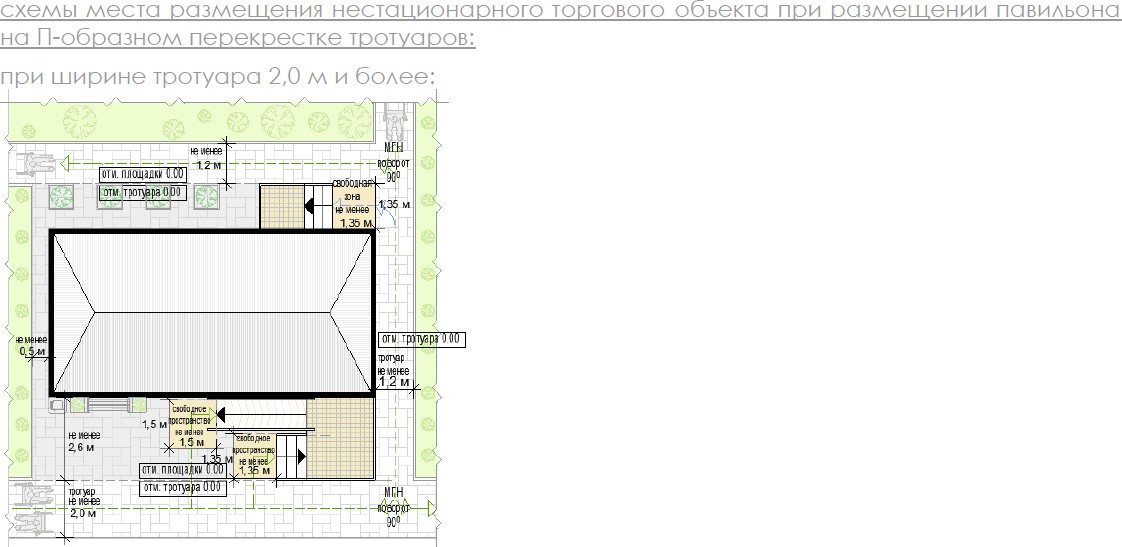 схемы места размещения нестационарного торгового объекта при размещении павильона
на П-образном перекрестке тротуаров:
при ширине тротуара 2,0 м и более:
не менее
1,2 м
МГН
поворот
90⁰
отм. площадки 0.00
отм. тротуара 0.00
свободная
зона
не менее
1,35 м
1,35 м
не менее
0,5 м
отм. тротуара 0.00
тротуар
не менее
1,2 м
свободное
пространство
не менее
1,5 м
1,5 м
свободное
пространство
не менее
1,35 м
1,35 м
не менее
2,6 м
отм. площадки 0.00
отм. тротуара 0.00
тротуар
не менее
2,0 м
МГН
поворот
90⁰